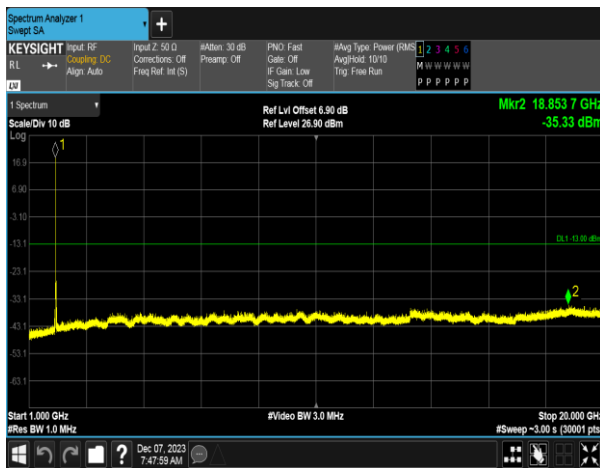 Spectrum Analyzer 1
Swept SA
+
KEYSIGHT
RL
Input: RF
Coupling: DC
Align: Auto
Input Z: 50 Ω
Corrections: Off
Freq Ref: Int (S)
#Atten: 30 dB
Preamp: Off
PNO: Fast
Gate: Off
IF Gain: Low
Sig Track: Off
#Avg Type: Power (RMS
Avg|Hold: 10/10
Trig: Free Run
1 2 3 4 5 6
M W W W W W
P P P P P P
LXI
1 Spectrum
Scale/Div 10 dB
Log
Ref Lvl Offset 6.90 dB
Ref Level 26.90 dBm
Mkr2 18.853 7 GHz
-35.33 dBm
1
16.9
6.90
-3.10
-13.1
DL1 -13.00 dBm
-23.1
-33.1
2
-43.1
-53.1
-63.1
Start 1.000 GHz
#Res BW 1.0 MHz
#Video BW 3.0 MHz
Stop 20.000 GHz
#Sweep ~3.00 s (30001 pts
?
Dec 07, 2023
7:47:59 AM